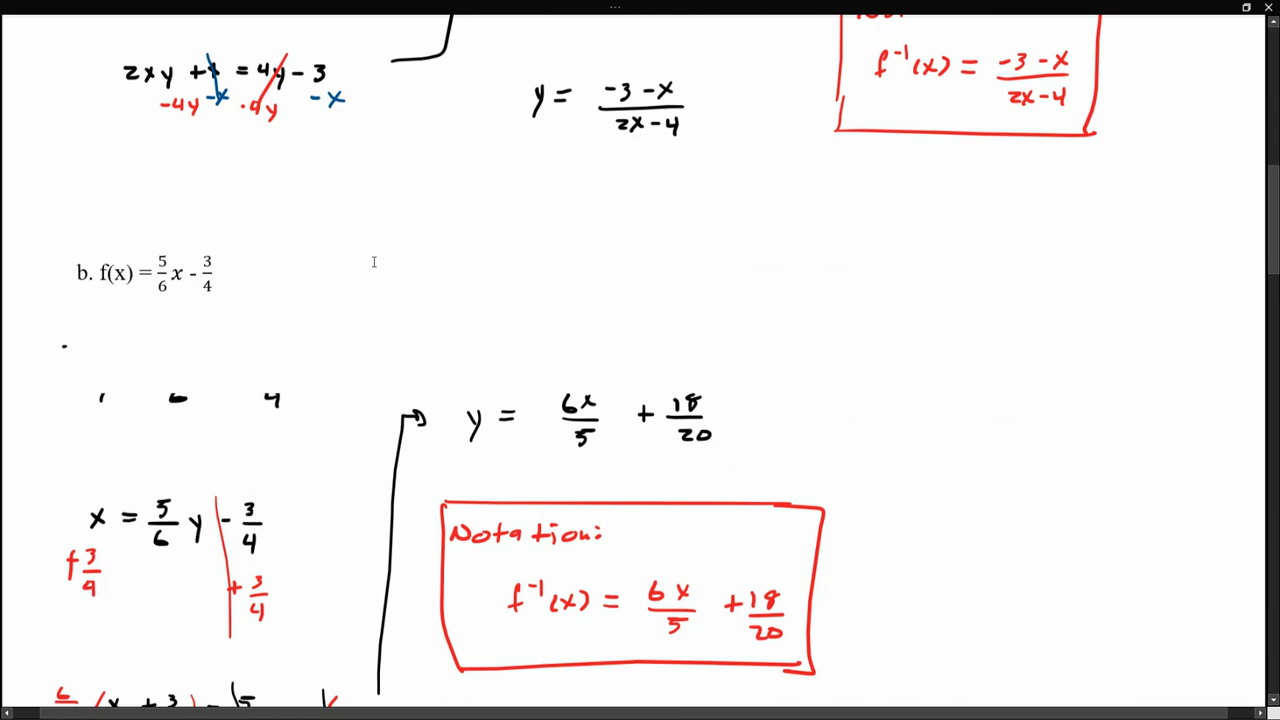 f⁻¹(x) = (-3 - x)/(2x - 4)
2xy + x = 4y - 3
-4y -x -4y -x
y = (-3 - x)/(2x - 4)
b. f(x) = 5/6 x - 3/4
y = 6x/5 + 18/20
x = 5/6 y - 3/4
+3/4 +3/4
Notation:
f⁻¹(x) = 6x/5 + 18/20